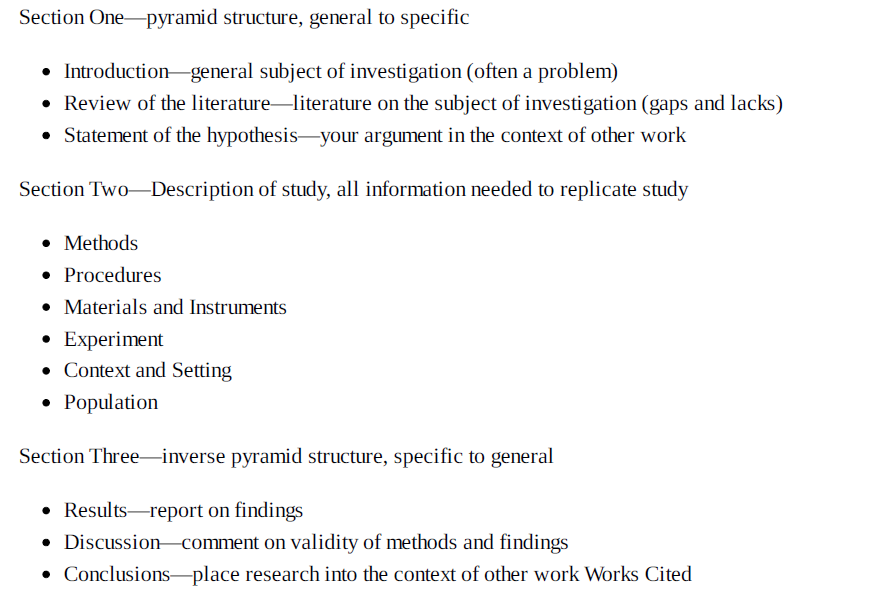 Section One—pyramid structure, general to specific
• Introduction—general subject of investigation (often a problem)
• Review of the literature—literature on the subject of investigation (gaps and lacks)
• Statement of the hypothesis—your argument in the context of other work
Section Two—Description of study, all information needed to replicate study
• Methods
• Procedures
• Materials and Instruments
• Experiment
• Context and Setting
• Population
Section Three—inverse pyramid structure, specific to general
• Results—report on findings
• Discussion—comment on validity of methods and findings
• Conclusions—place research into the context of other work Works Cited